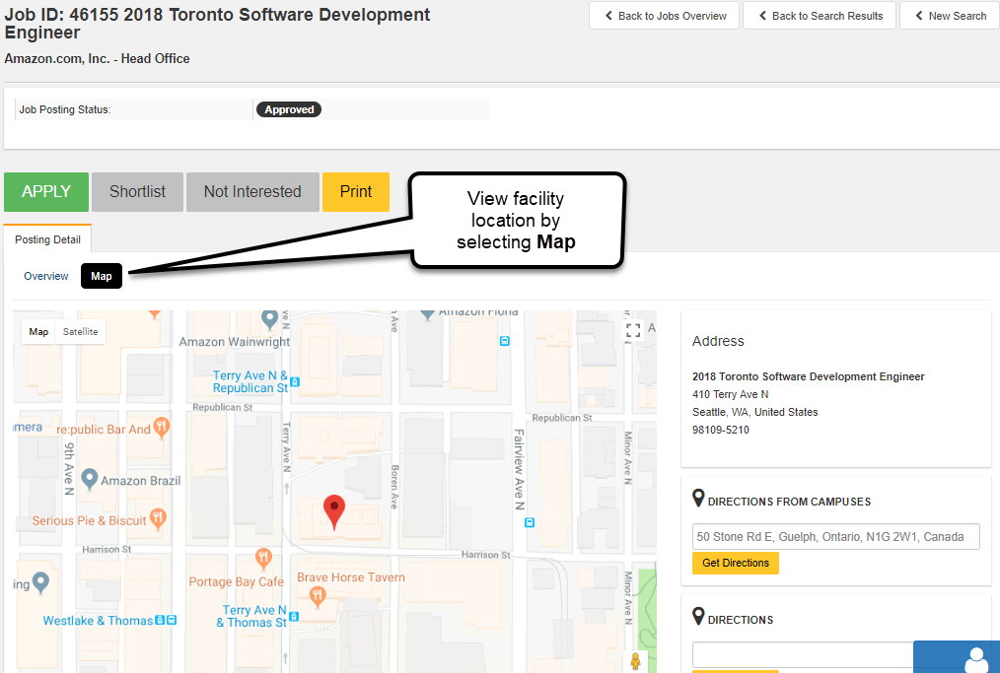 Job ID: 46155 2018 Toronto Software Development
Engineer
Back to Jobs Overview
Back to Search Results
New Search
Amazon.com, Inc. - Head Office
Job Posting Status:
Approved
APPLY
Shortlist
Not Interested
Print
View facility
location by
selecting Map
Posting Detail
Overview
Map
Map
Satellite
Amazon Fiona
Amazon Wainwright
Terry Ave N &
Republican St
Republican St
Republican St
re:public Bar And
9th Ave N
Terry Ave N
Boren Ave
Fairview Ave N
Minor Ave N
Amazon Brazil
Serious Pie & Biscuit
Harrison St
Harrison St
Portage Bay Cafe
Brave Horse Tavern
Minor Ave N
Westlake & Thomas
Terry Ave N
& Thomas St
Address
2018 Toronto Software Development Engineer
410 Terry Ave N
Seattle, WA, United States
98109-5210
DIRECTIONS FROM CAMPUSES
50 Stone Rd E, Guelph, Ontario, N1G 2W1, Canada
Get Directions
DIRECTIONS